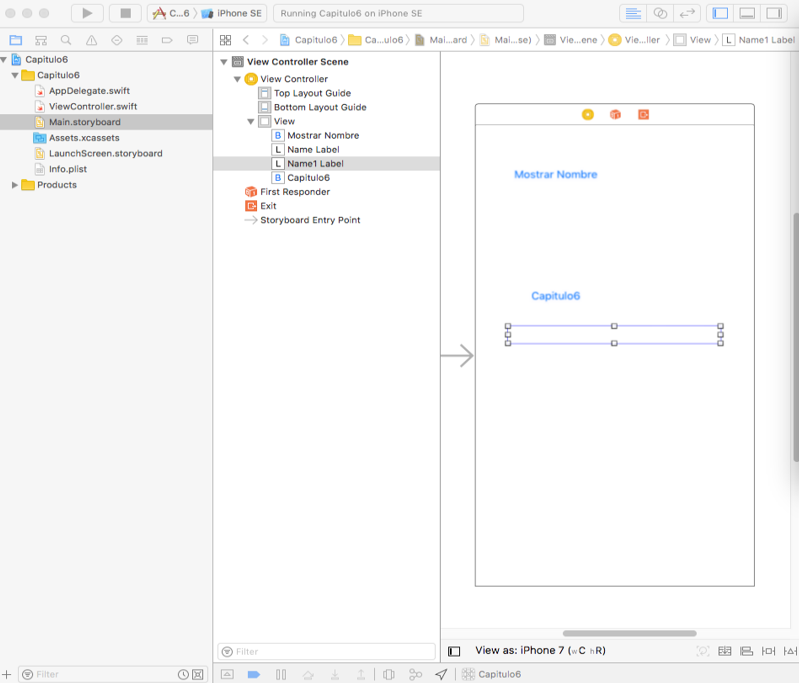 C...6 〉 iPhone SE
Running Capitulo6 on iPhone SE
Capitulo6 〉 Ca...ulo6 〉 Mai...ard 〉 Mai...se) 〉 Vie...ene 〉 Vie...ller 〉 View 〉 L Name1 Label
Capitulo6
Capitulo6
AppDelegate.swift
ViewController.swift
Main.storyboard
Assets.xcassets
LaunchScreen.storyboard
Info.plist
Products
View Controller Scene
View Controller
Top Layout Guide
Bottom Layout Guide
View
B Mostrar Nombre
L Name Label
L Name1 Label
B Capitulo6
First Responder
Exit
Storyboard Entry Point
Mostrar Nombre
Capitulo6
Filter
View as: iPhone 7 (wC hR)
Filter
Capitulo6